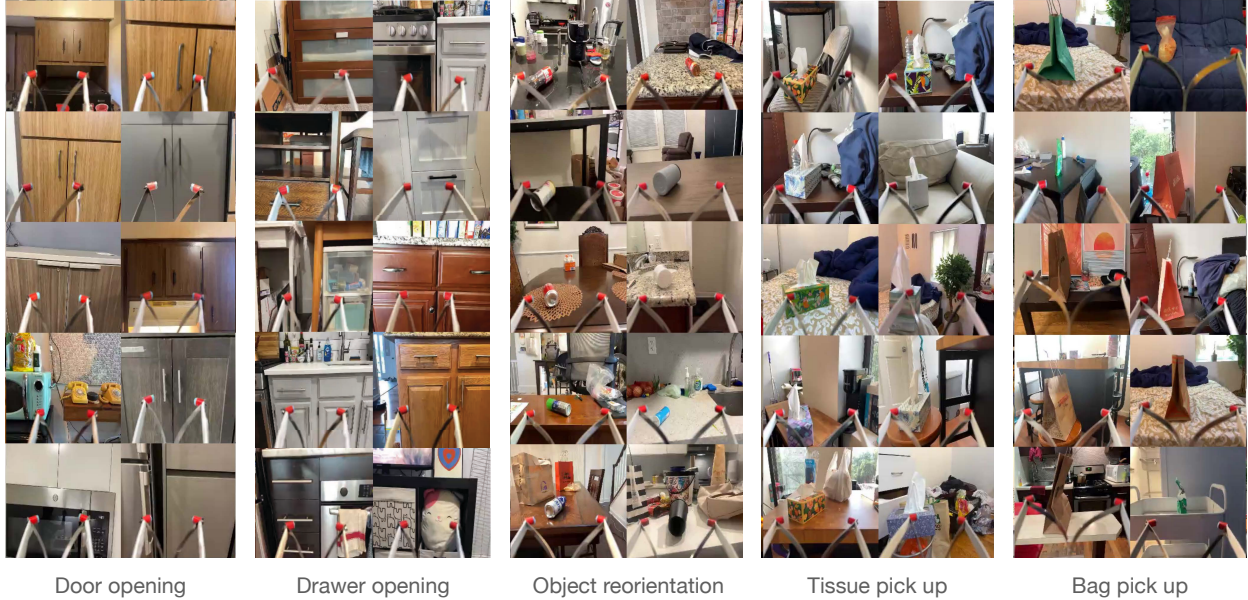 Door opening
Drawer opening
Object reorientation
Tissue pick up
Bag pick up